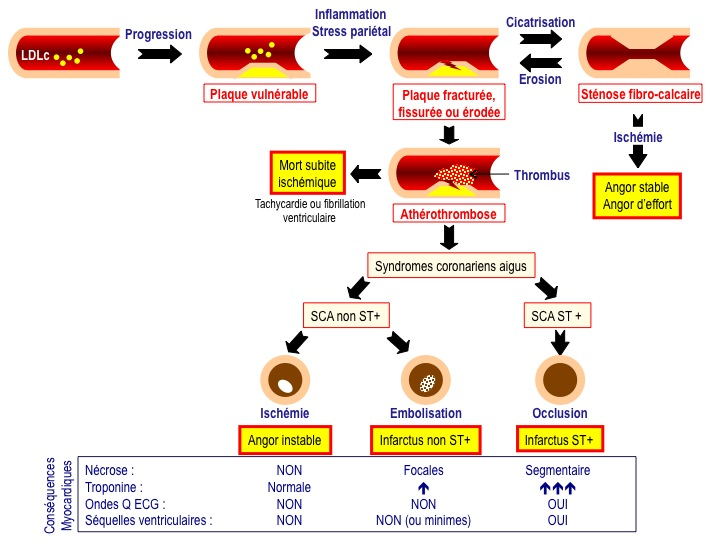 LDLc
Progression
Inflammation
Stress pariétal
Cicatrisation
Erosion
Plaque vulnérable
Plaque fracturée,
fissurée ou érodée
Sténose fibro-calcaire
Ischémie
Mort subite
ischémique
Tachycardie ou fibrillation
ventriculaire
Thrombus
Angor stable
Angor d'effort
Athérothrombose
Syndromes coronariens aigus
SCA non ST+
SCA ST +
Ischémie
Embolisation
Occlusion
Angor instable
Infarctus non ST+
Infarctus ST+
Conséquences
Myocardiques
Nécrose : NON Focales Segmentaire
Troponine : Normale
Ondes Q ECG : NON NON OUI
Séquelles ventriculaires : NON NON (ou minimes) OUI